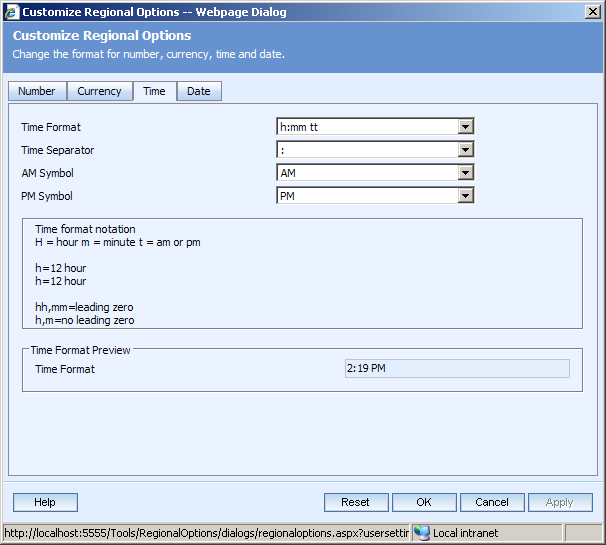 Customize Regional Options -- Webpage Dialog
Customize Regional Options
Change the format for number, currency, time and date.
Number Currency Time Date
Time Format h:mm tt
Time Separator :
AM Symbol AM
PM Symbol PM
Time format notation
H = hour m = minute t = am or pm
h=12 hour
h=12 hour
hh,mm=leading zero
h,m=no leading zero
Time Format Preview
Time Format 2:19 PM
Help Reset OK Cancel Apply
http://localhost:5555/Tools/RegionalOptions/dialogs/regionaloptions.aspx?usersettir Local intranet